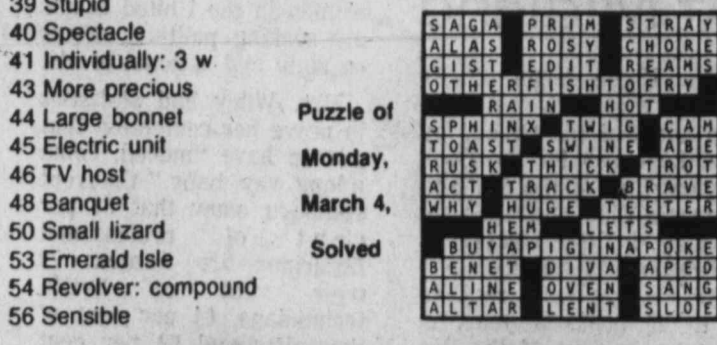 39 Stupid
40 Spectacle
41 Individually: 3 w
43 More precious
44 Large bonnet
45 Electric unit
46 TV host
48 Banquet
50 Small lizard
53 Emerald Isle
54 Revolver: compound
56 Sensible
Puzzle of
Monday,
March 4,
Solved
SAGA PRIM STRAY
ALAS ROSY CHORE
GIST EDIT REAMS
OTHERFISHTOFRY
RAIN HOT
SPHINX TWIG CAM
TOAST SWINE ABE
RUSK THICK TROT
ACT TRACK BRAVE
WHY HUGE TEETER
HEM LETS
BUYAPIGINAPOKE
BENET DIVA APED
ALINE OVEN SANG
ALTAR LENT SLOE